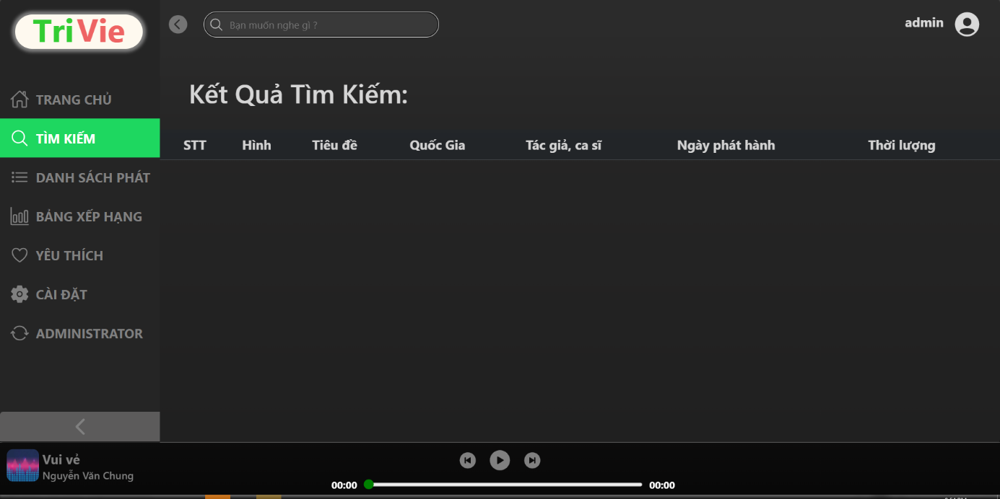 TriVie
Bạn muốn nghe gì ?
admin
TRANG CHỦ
TÌM KIẾM
DANH SÁCH PHÁT
BẢNG XẾP HẠNG
YÊU THÍCH
CÀI ĐẶT
ADMINISTRATOR
Kết Quả Tìm Kiếm:
STT Hình Tiêu đề Quốc Gia Tác giả, ca sĩ Ngày phát hành Thời lượng
Vui vẻ
Nguyễn Văn Chung
00:00 00:00